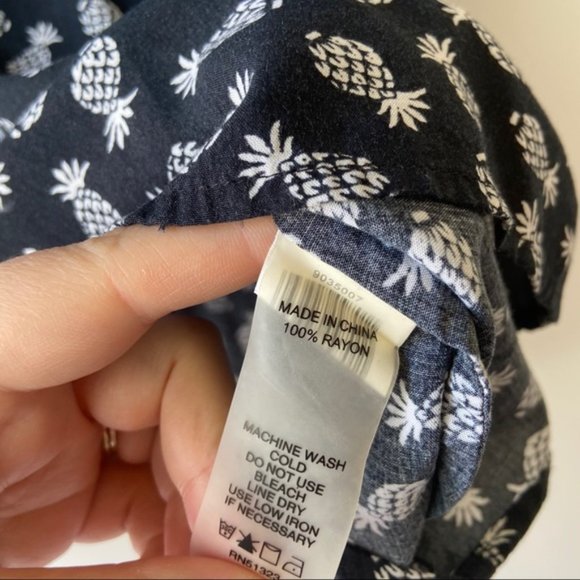 9035007
MADE IN CHINA
100% RAYON
MACHINE WASH
COLD
DO NOT USE
BLEACH
LINE DRY
USE LOW IRON
IF NECESSARY
RN51323